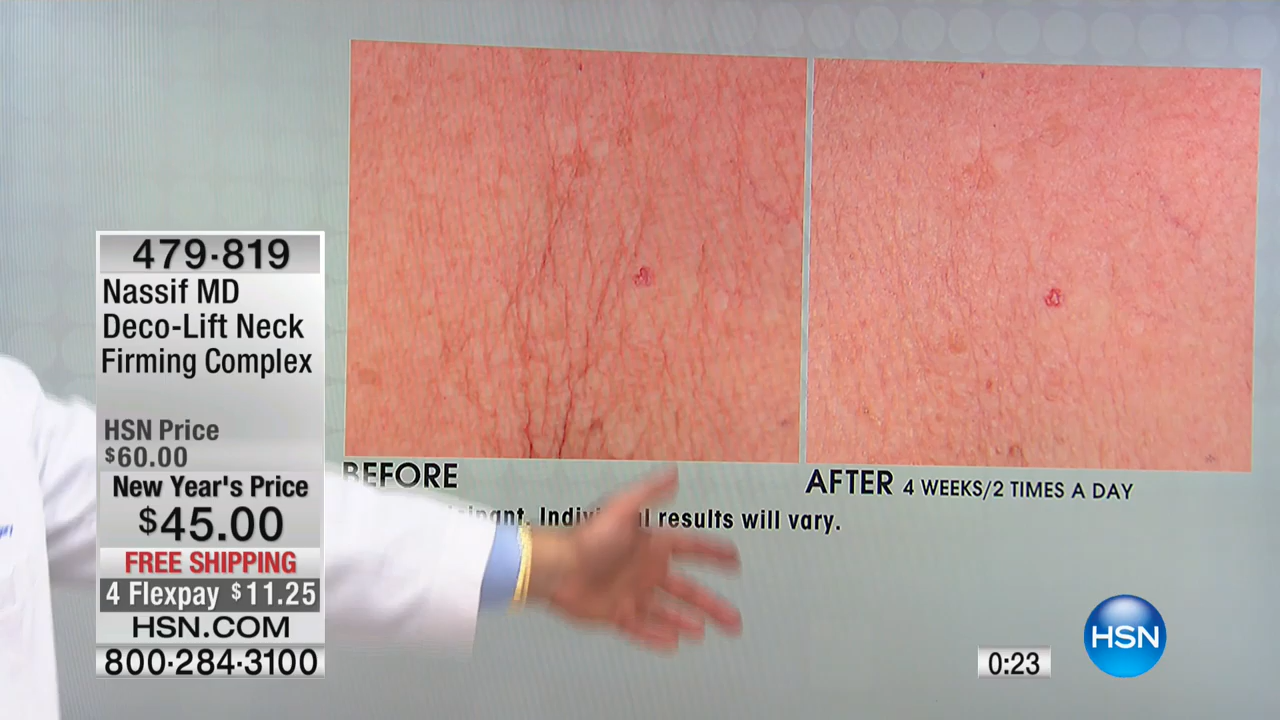 479-819
Nassif MD
Deco-Lift Neck
Firming Complex
HSN Price
$60.00
New Year's Price
$45.00
FREE SHIPPING
4 Flexpay $11.25
HSN.COM
800-284-3100
BEFORE
AFTER 4 WEEKS/2 TIMES A DAY
results will vary.
0:23
HSN